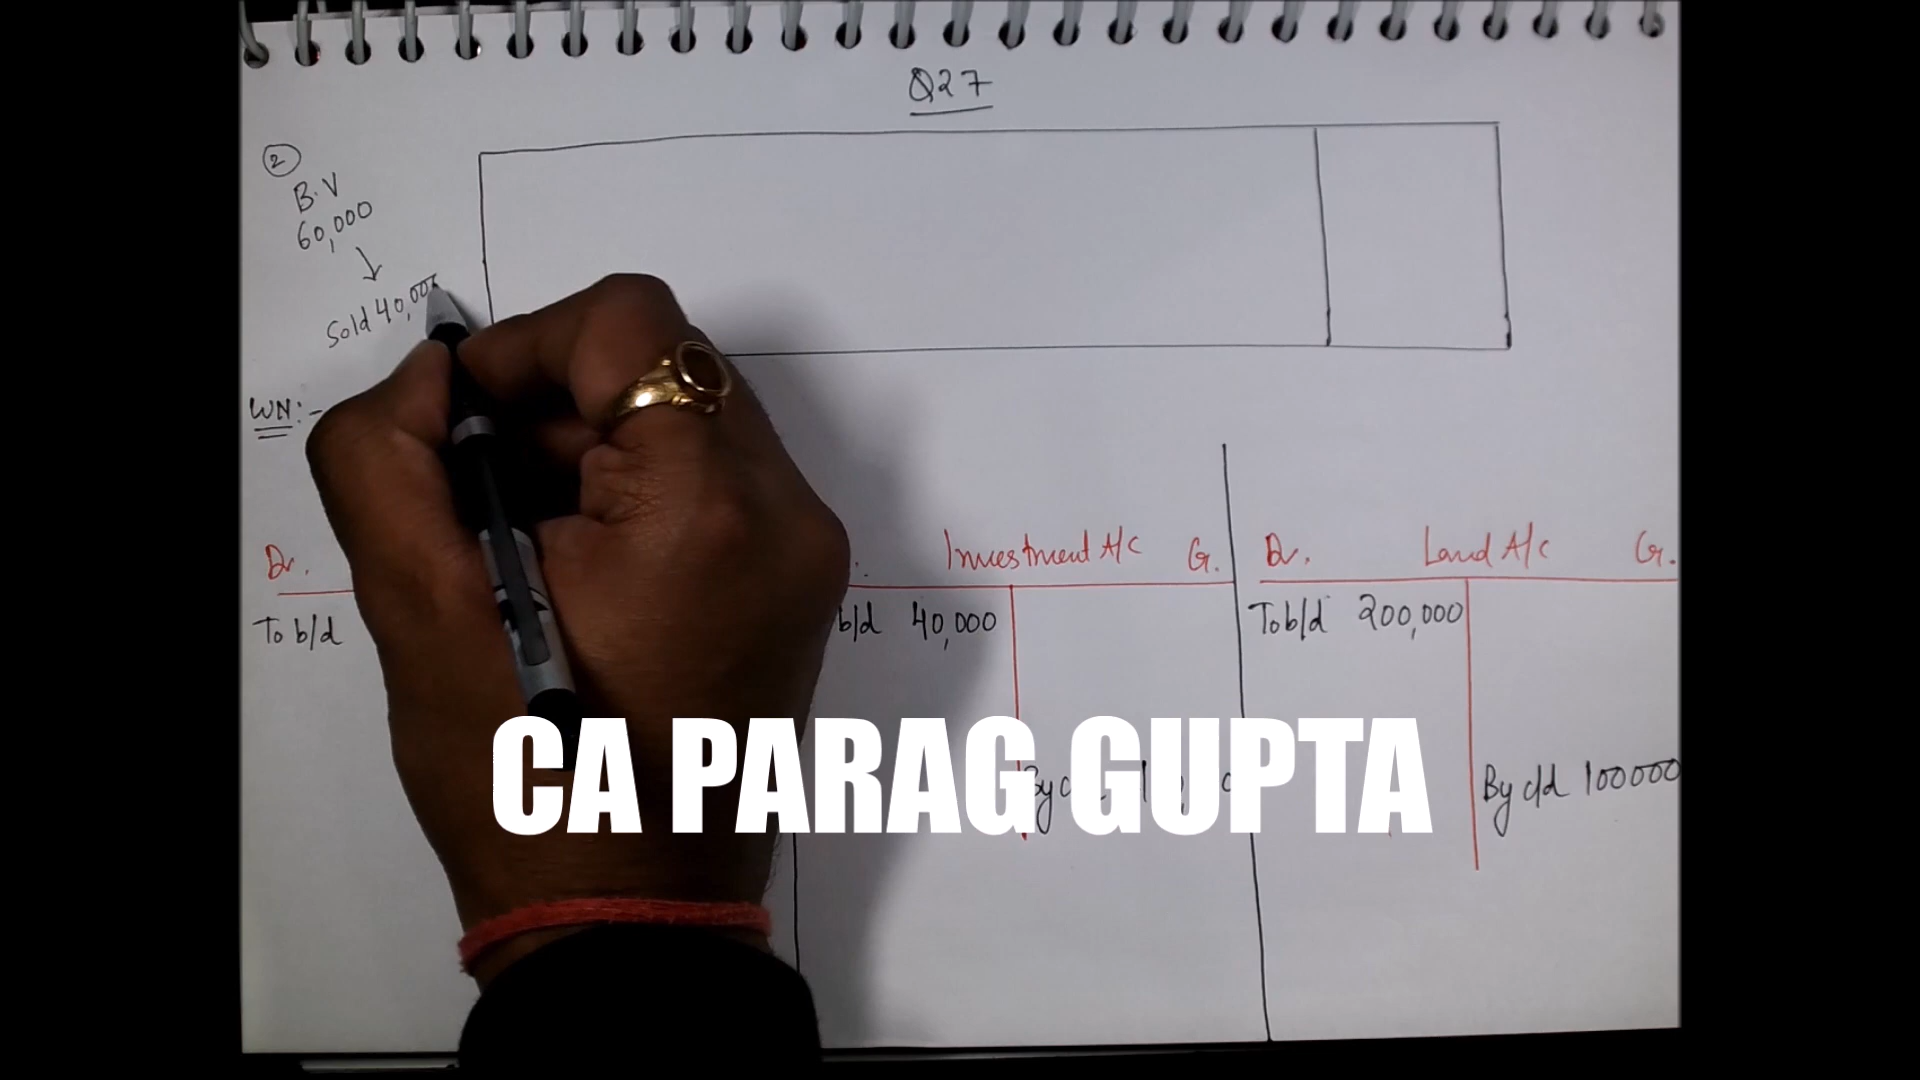 Q27
2
B.V
60,000
Sold 40,000
WN:-
Dr.
Investment A/c Cr.
Dr. Land A/c Cr.
To b/d
b/d 40,000
To b/d 200,000
By c/d 100000
CA PARAG GUPTA